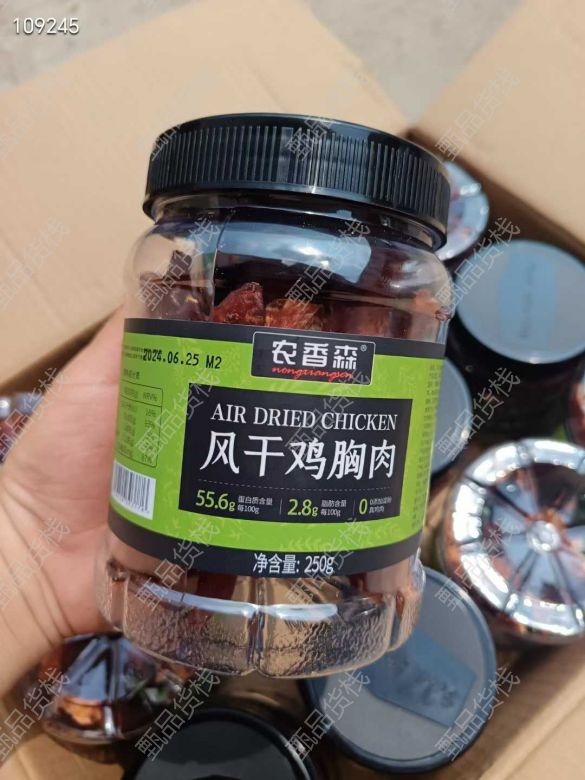 109245
2024.06.25 M2
NRV%
农香森®
nongxiangsen
AIR DRIED CHICKEN
风干鸡胸肉
55.6g 蛋白质含量 每100g
2.8g 脂肪含量 每100g
0
净含量: 250g
甄品货栈